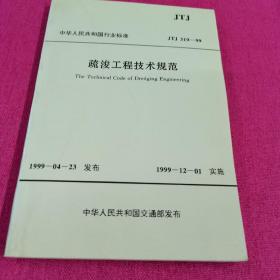 JTJ
中华人民共和国行业标准
JTJ 319—99
疏浚工程技术规范
The Technical Code of Dredging Engineering
1999—04—23 发布
1999—12—01 实施
中华人民共和国交通部发布